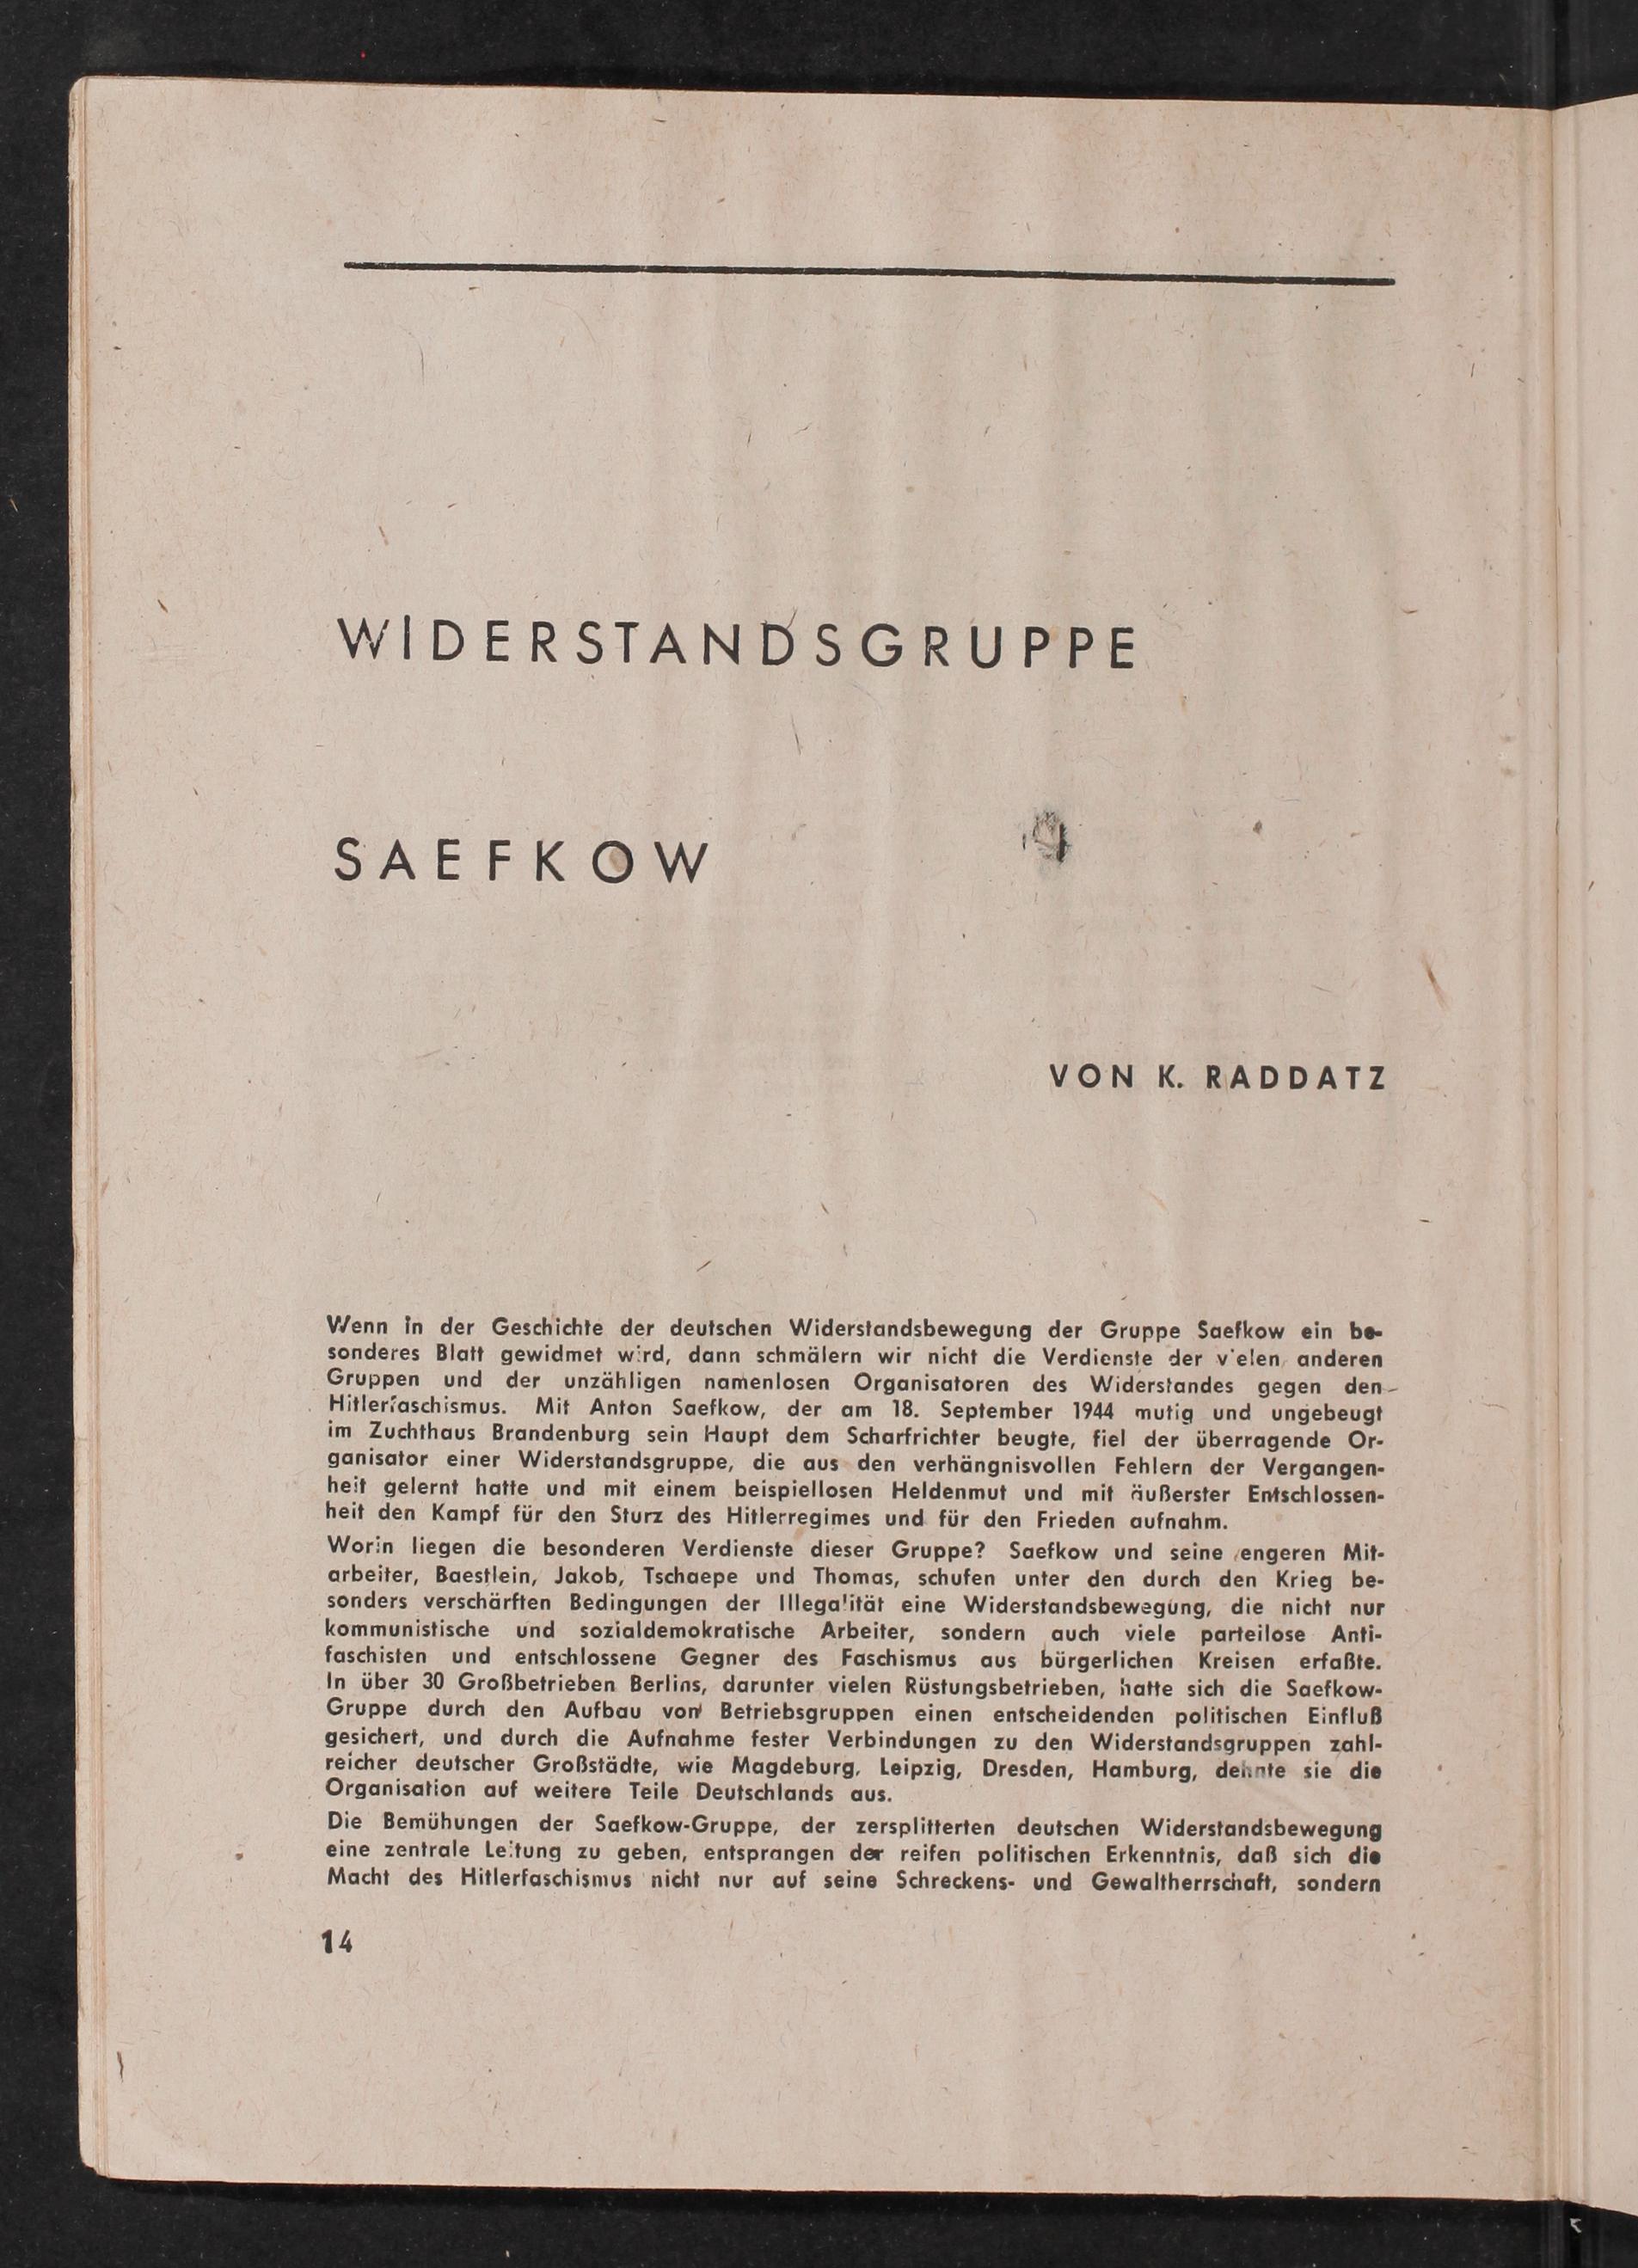 WIDERSTANDSGRUPPE
SAEFKOW
VON K. RADDATZ
Wenn in der Geschichte der deutschen Widerstandsbewegung der Gruppe Saefkow ein be-
sonderes Blatt gewidmet wird, dann schmälern wir nicht die Verdienste der vielen anderen
Gruppen und der unzähligen namenlosen Organisatoren des Widerstandes gegen den
Hitlerfaschismus. Mit Anton Saefkow, der am 18. September 1944 mutig und ungebeugt
im Zuchthaus Brandenburg sein Haupt dem Scharfrichter beugte, fiel der überragende Or-
ganisator einer Widerstandsgruppe, die aus den verhängnisvollen Fehlern der Vergangen-
heit gelernt hatte und mit einem beispiellosen Heldenmut und mit äußerster Entschlossen-
heit den Kampf für den Sturz des Hitlerregimes und für den Frieden aufnahm.
Worin liegen die besonderen Verdienste dieser Gruppe? Saefkow und seine engeren Mit-
arbeiter, Baestlein, Jakob, Tschaepe und Thomas, schufen unter den durch den Krieg be-
sonders verschärften Bedingungen der Illegalität eine Widerstandsbewegung, die nicht nur
kommunistische und sozialdemokratische Arbeiter, sondern auch viele parteilose Anti-
faschisten und entschlossene Gegner des Faschismus aus bürgerlichen Kreisen erfaßte.
In über 30 Großbetrieben Berlins, darunter vielen Rüstungsbetrieben, hatte sich die Saefkow-
Gruppe durch den Aufbau von Betriebsgruppen einen entscheidenden politischen Einfluß
gesichert, und durch die Aufnahme fester Verbindungen zu den Widerstandsgruppen zahl-
reicher deutscher Großstädte, wie Magdeburg, Leipzig, Dresden, Hamburg, dehnte sie die
Organisation auf weitere Teile Deutschlands aus.
Die Bemühungen der Saefkow-Gruppe, der zersplitterten deutschen Widerstandsbewegung
eine zentrale Leitung zu geben, entsprangen der reifen politischen Erkenntnis, daß sich die
Macht des Hitlerfaschismus nicht nur auf seine Schreckens- und Gewaltherrschaft, sondern
14